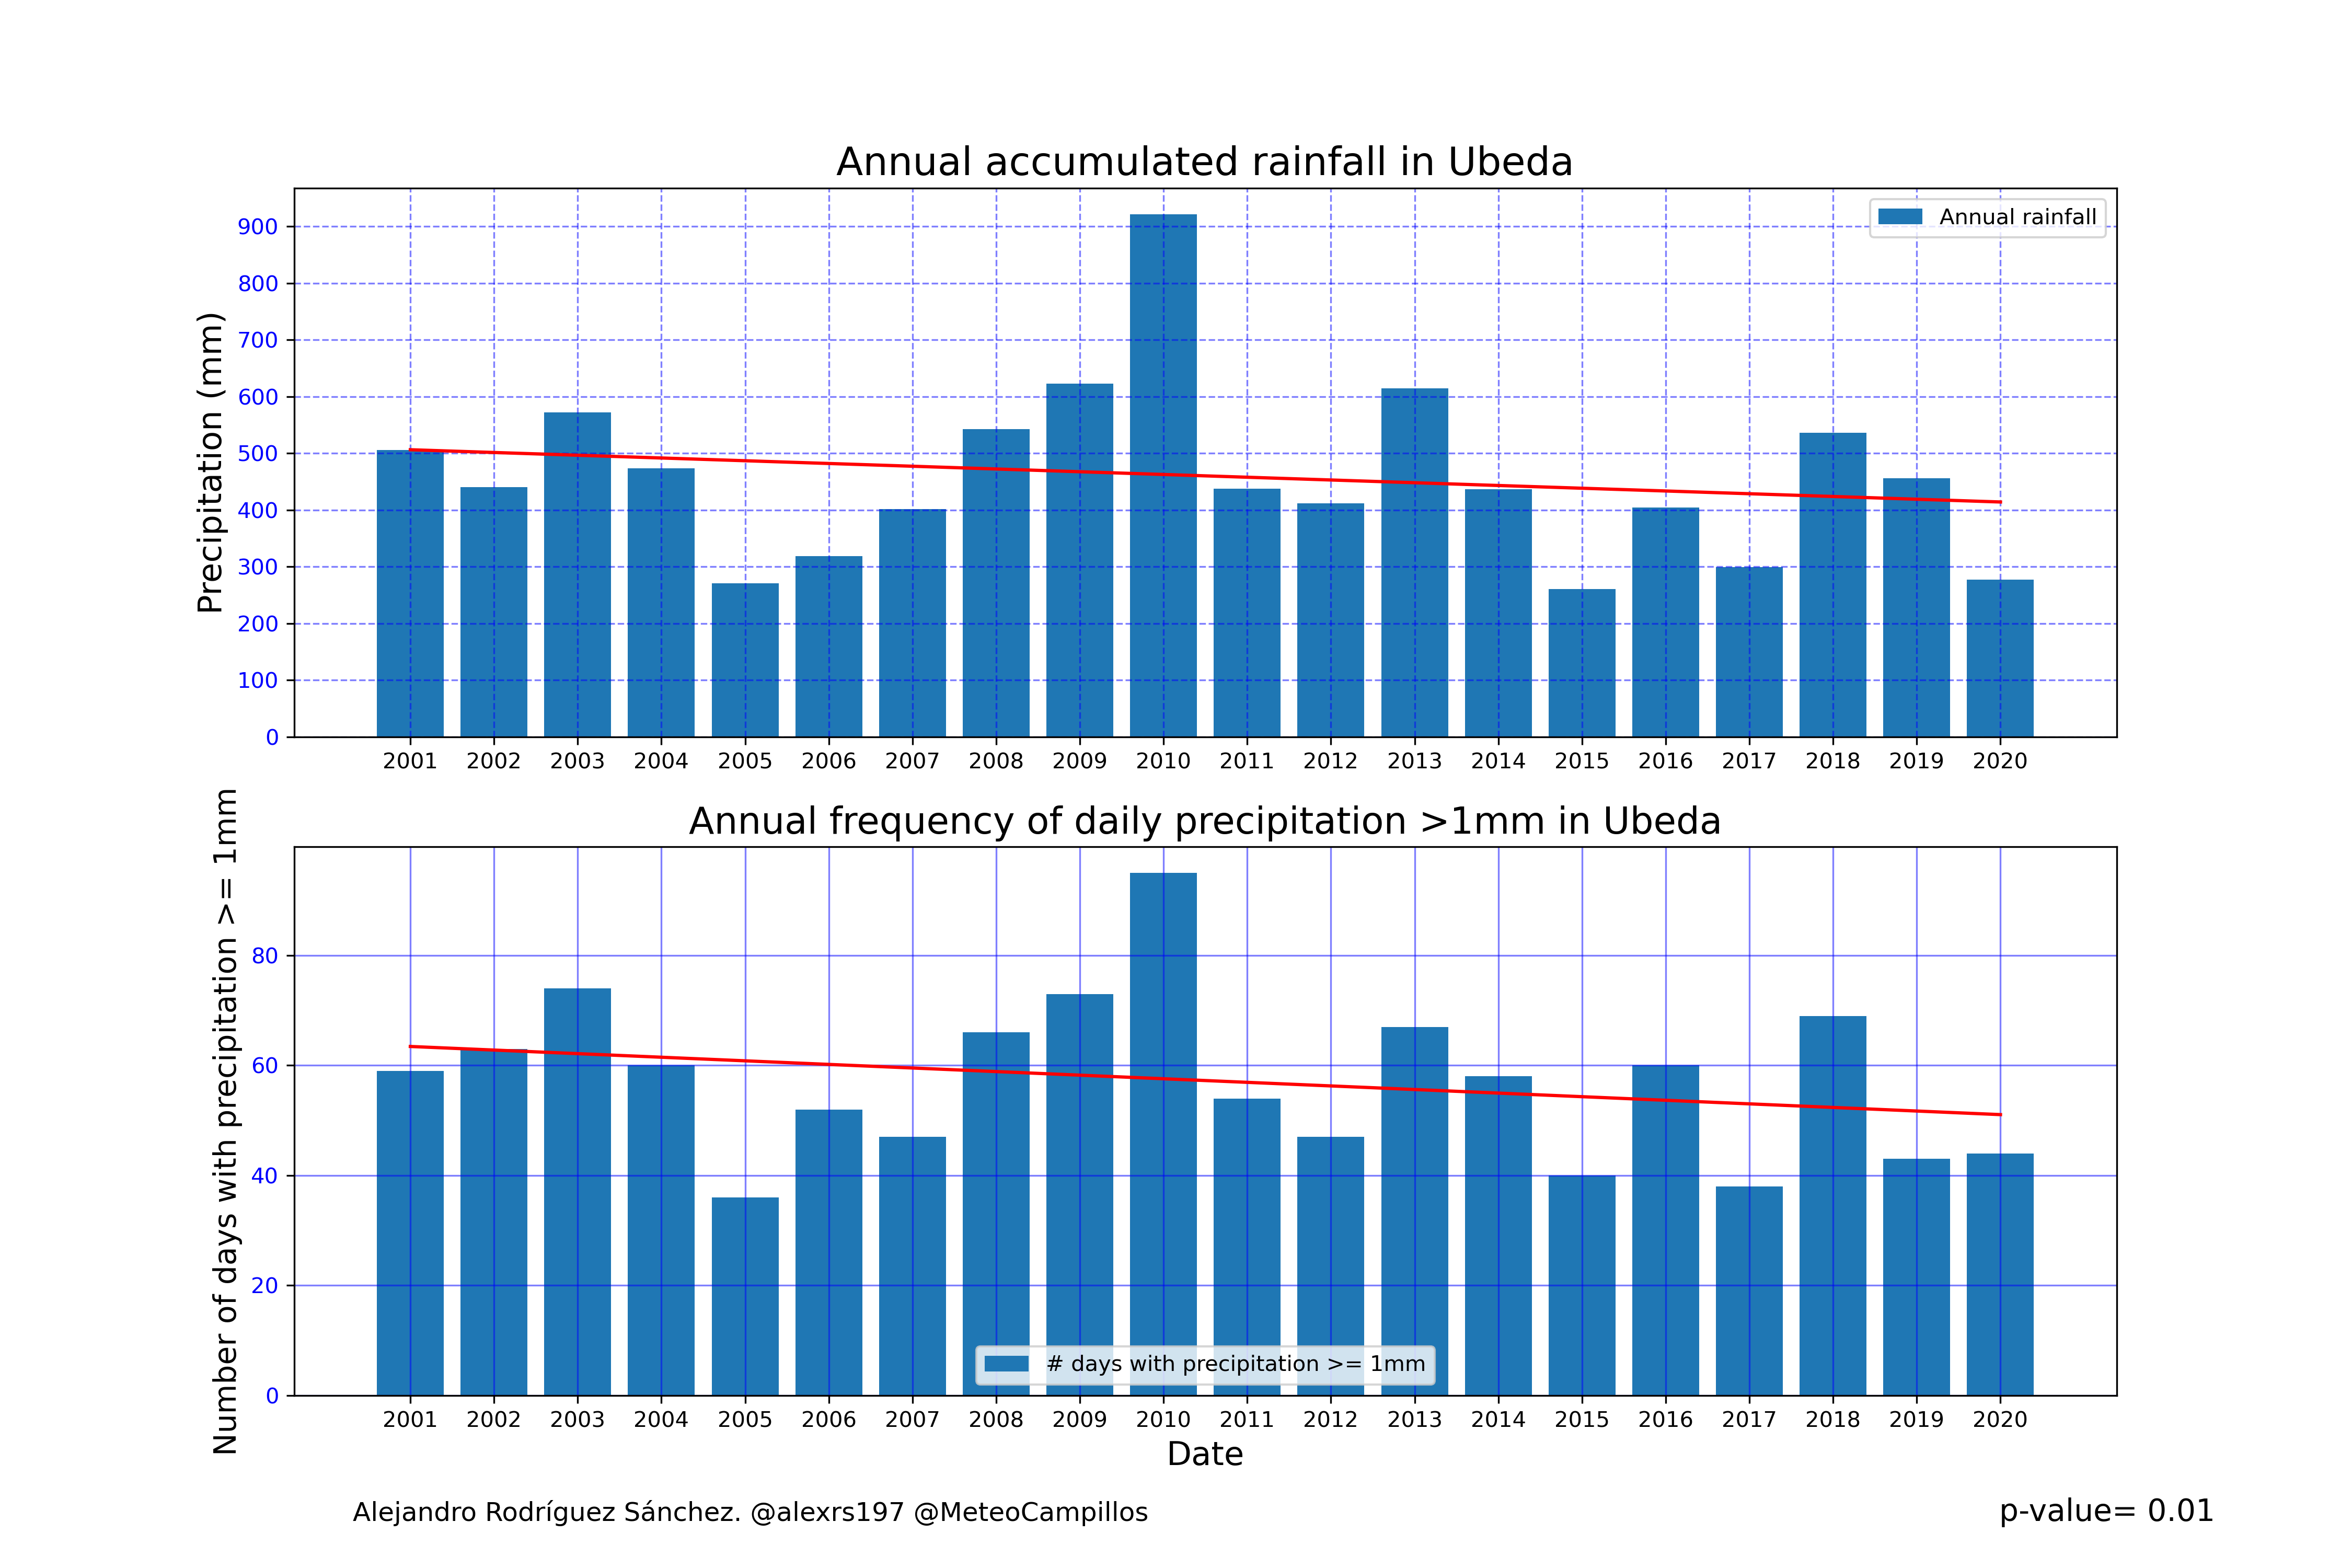 Annual accumulated rainfall in Ubeda
Precipitation (mm)
900
800
700
600
500
400
300
200
100
0
Annual rainfall
2001 2002 2003 2004 2005 2006 2007 2008 2009 2010 2011 2012 2013 2014 2015 2016 2017 2018 2019 2020
Annual frequency of daily precipitation >1mm in Ubeda
Number of days with precipitation >= 1mm
80
60
40
20
0
# days with precipitation >= 1mm
2001 2002 2003 2004 2005 2006 2007 2008 2009 2010 2011 2012 2013 2014 2015 2016 2017 2018 2019 2020
Date
Alejandro Rodríguez Sánchez. @alexrs197 @MeteoCampillos
p-value= 0.01